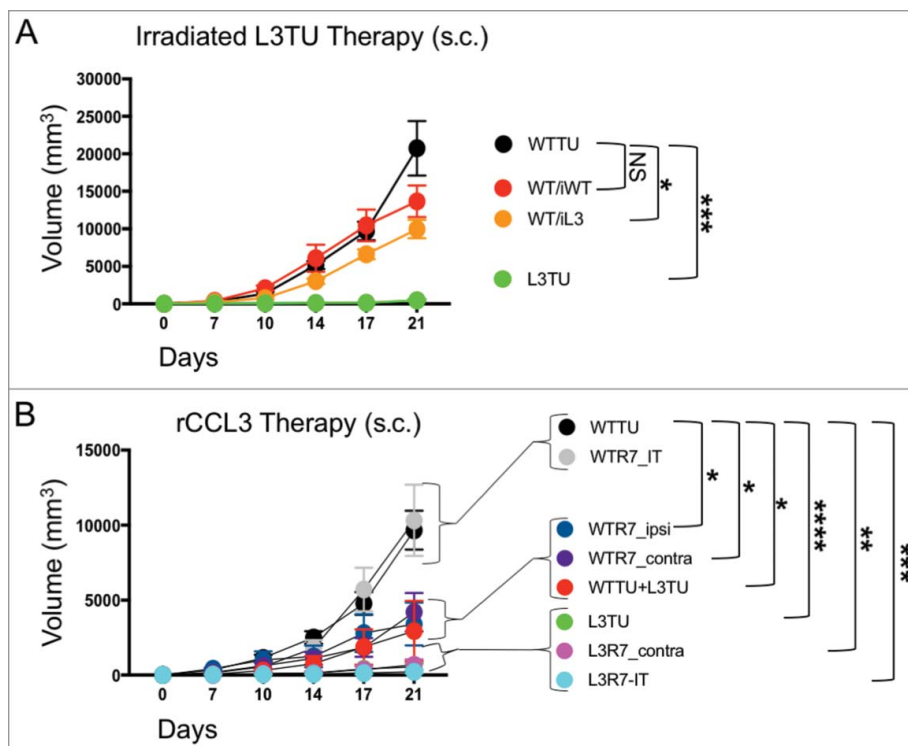 A
Irradiated L3TU Therapy (s.c.)
Volume (mm³)
30000
25000
20000
15000
10000
5000
0
0 7 10 14 17 21
Days
WTTU
WT/iWT
WT/iL3
L3TU
NS
*
***
B
rCCL3 Therapy (s.c.)
Volume (mm³)
15000
10000
5000
0
0 7 10 14 17 21
Days
WTTU
WTR7_IT
WTR7_ipsi
WTR7_contra
WTTU+L3TU
L3TU
L3R7_contra
L3R7-IT
*
*
*
****
**
***